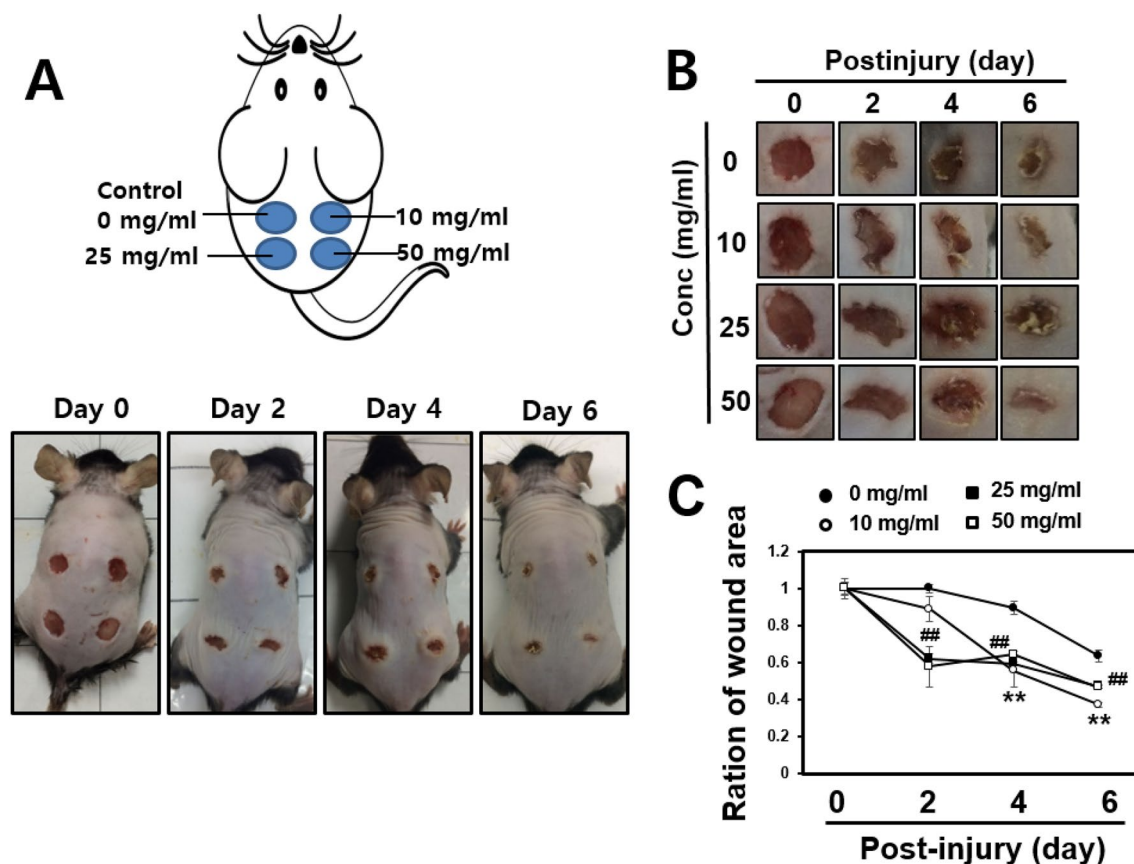 A
Control
0 mg/ml
10 mg/ml
25 mg/ml
50 mg/ml
Day 0
Day 2
Day 4
Day 6
B
Postinjury (day)
0 2 4 6
Conc (mg/ml)
0
10
25
50
C
0 mg/ml
25 mg/ml
10 mg/ml
50 mg/ml
Ration of wound area
1.2
1
0.8
0.6
0.4
0.2
0
##
##
##
**
**
0 2 4 6
Post-injury (day)